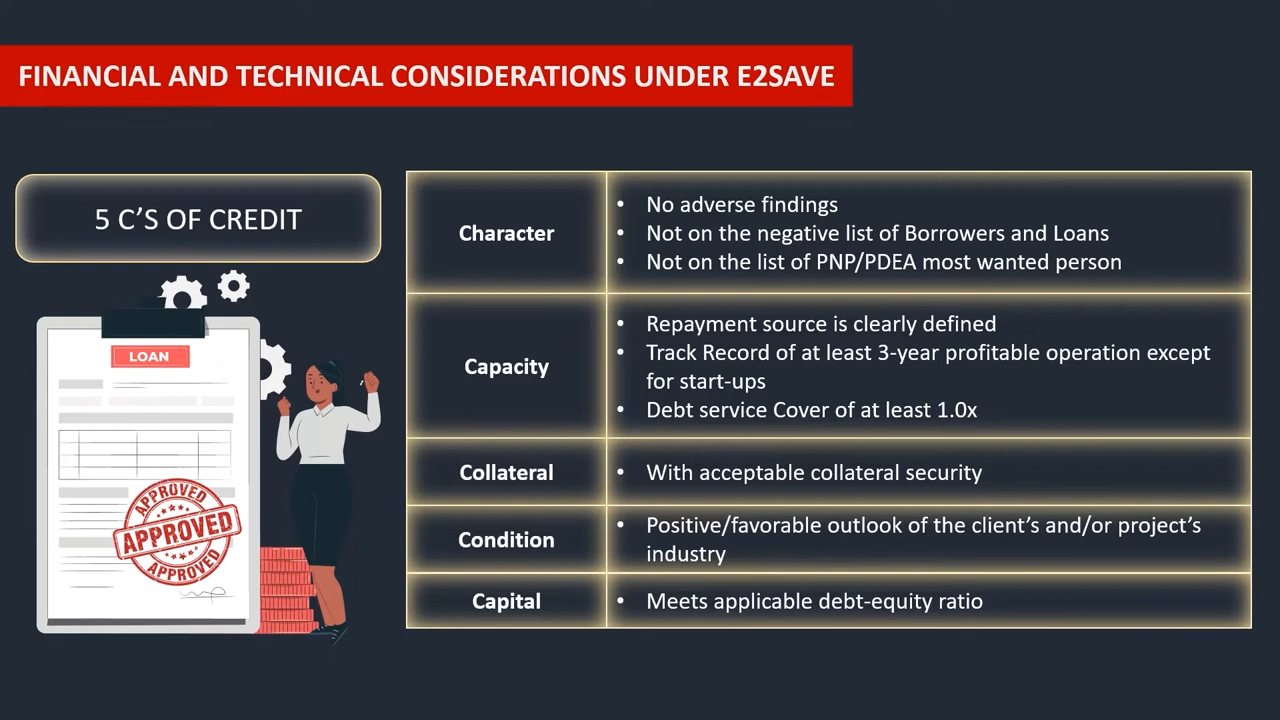 FINANCIAL AND TECHNICAL CONSIDERATIONS UNDER E2SAVE
5 C’S OF CREDIT
LOAN
APPROVED
APPROVED
APPROVED
Character
• No adverse findings
• Not on the negative list of Borrowers and Loans
• Not on the list of PNP/PDEA most wanted person
Capacity
• Repayment source is clearly defined
• Track Record of at least 3-year profitable operation except
for start-ups
• Debt service Cover of at least 1.0x
Collateral
• With acceptable collateral security
Condition
• Positive/favorable outlook of the client’s and/or project’s
industry
Capital
• Meets applicable debt-equity ratio